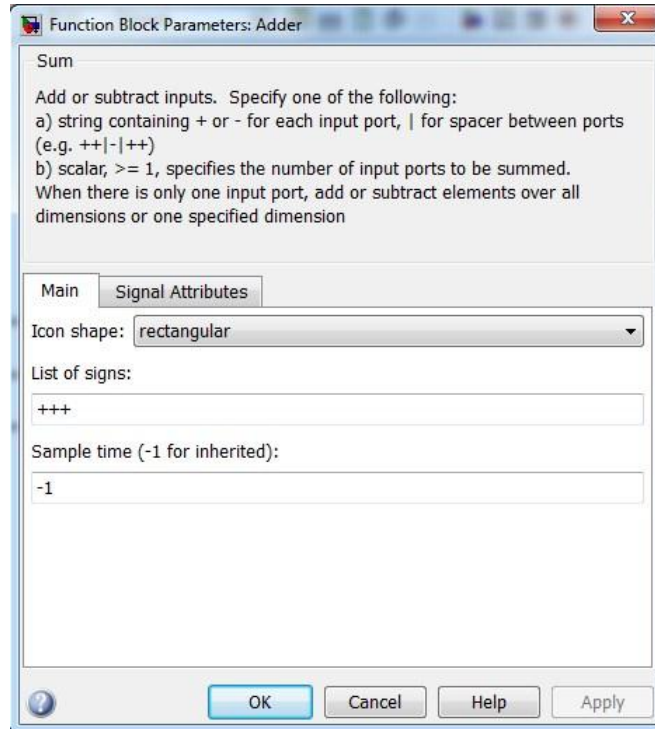 Function Block Parameters: Adder
Sum
Add or subtract inputs. Specify one of the following:
a) string containing + or - for each input port, | for spacer between ports
(e.g. ++|-|++)
b) scalar, >= 1, specifies the number of input ports to be summed.
When there is only one input port, add or subtract elements over all
dimensions or one specified dimension
Main Signal Attributes
Icon shape: rectangular
List of signs:
+++
Sample time (-1 for inherited):
-1
OK Cancel Help Apply